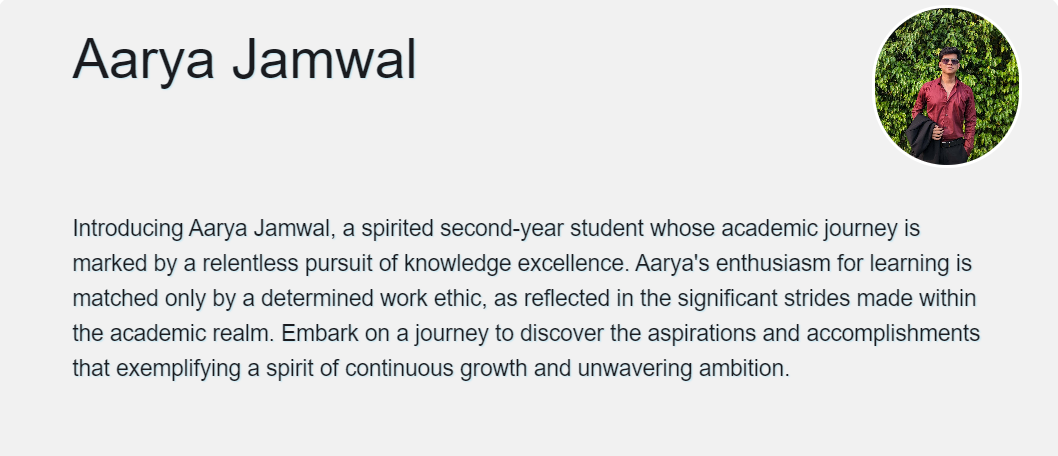 Aarya Jamwal
Introducing Aarya Jamwal, a spirited second-year student whose academic journey is
marked by a relentless pursuit of knowledge excellence. Aarya's enthusiasm for learning is
matched only by a determined work ethic, as reflected in the significant strides made within
the academic realm. Embark on a journey to discover the aspirations and accomplishments
that exemplifying a spirit of continuous growth and unwavering ambition.